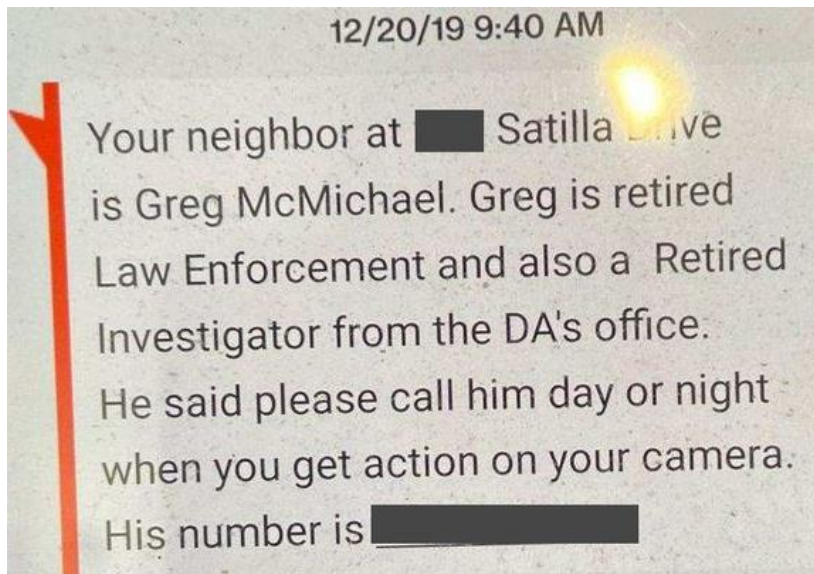 12/20/19 9:40 AM
Your neighbor at Satilla
is Greg McMichael. Greg is retired
Law Enforcement and also a Retired
Investigator from the DA's office.
He said please call him day or night
when you get action on your camera.
His number is